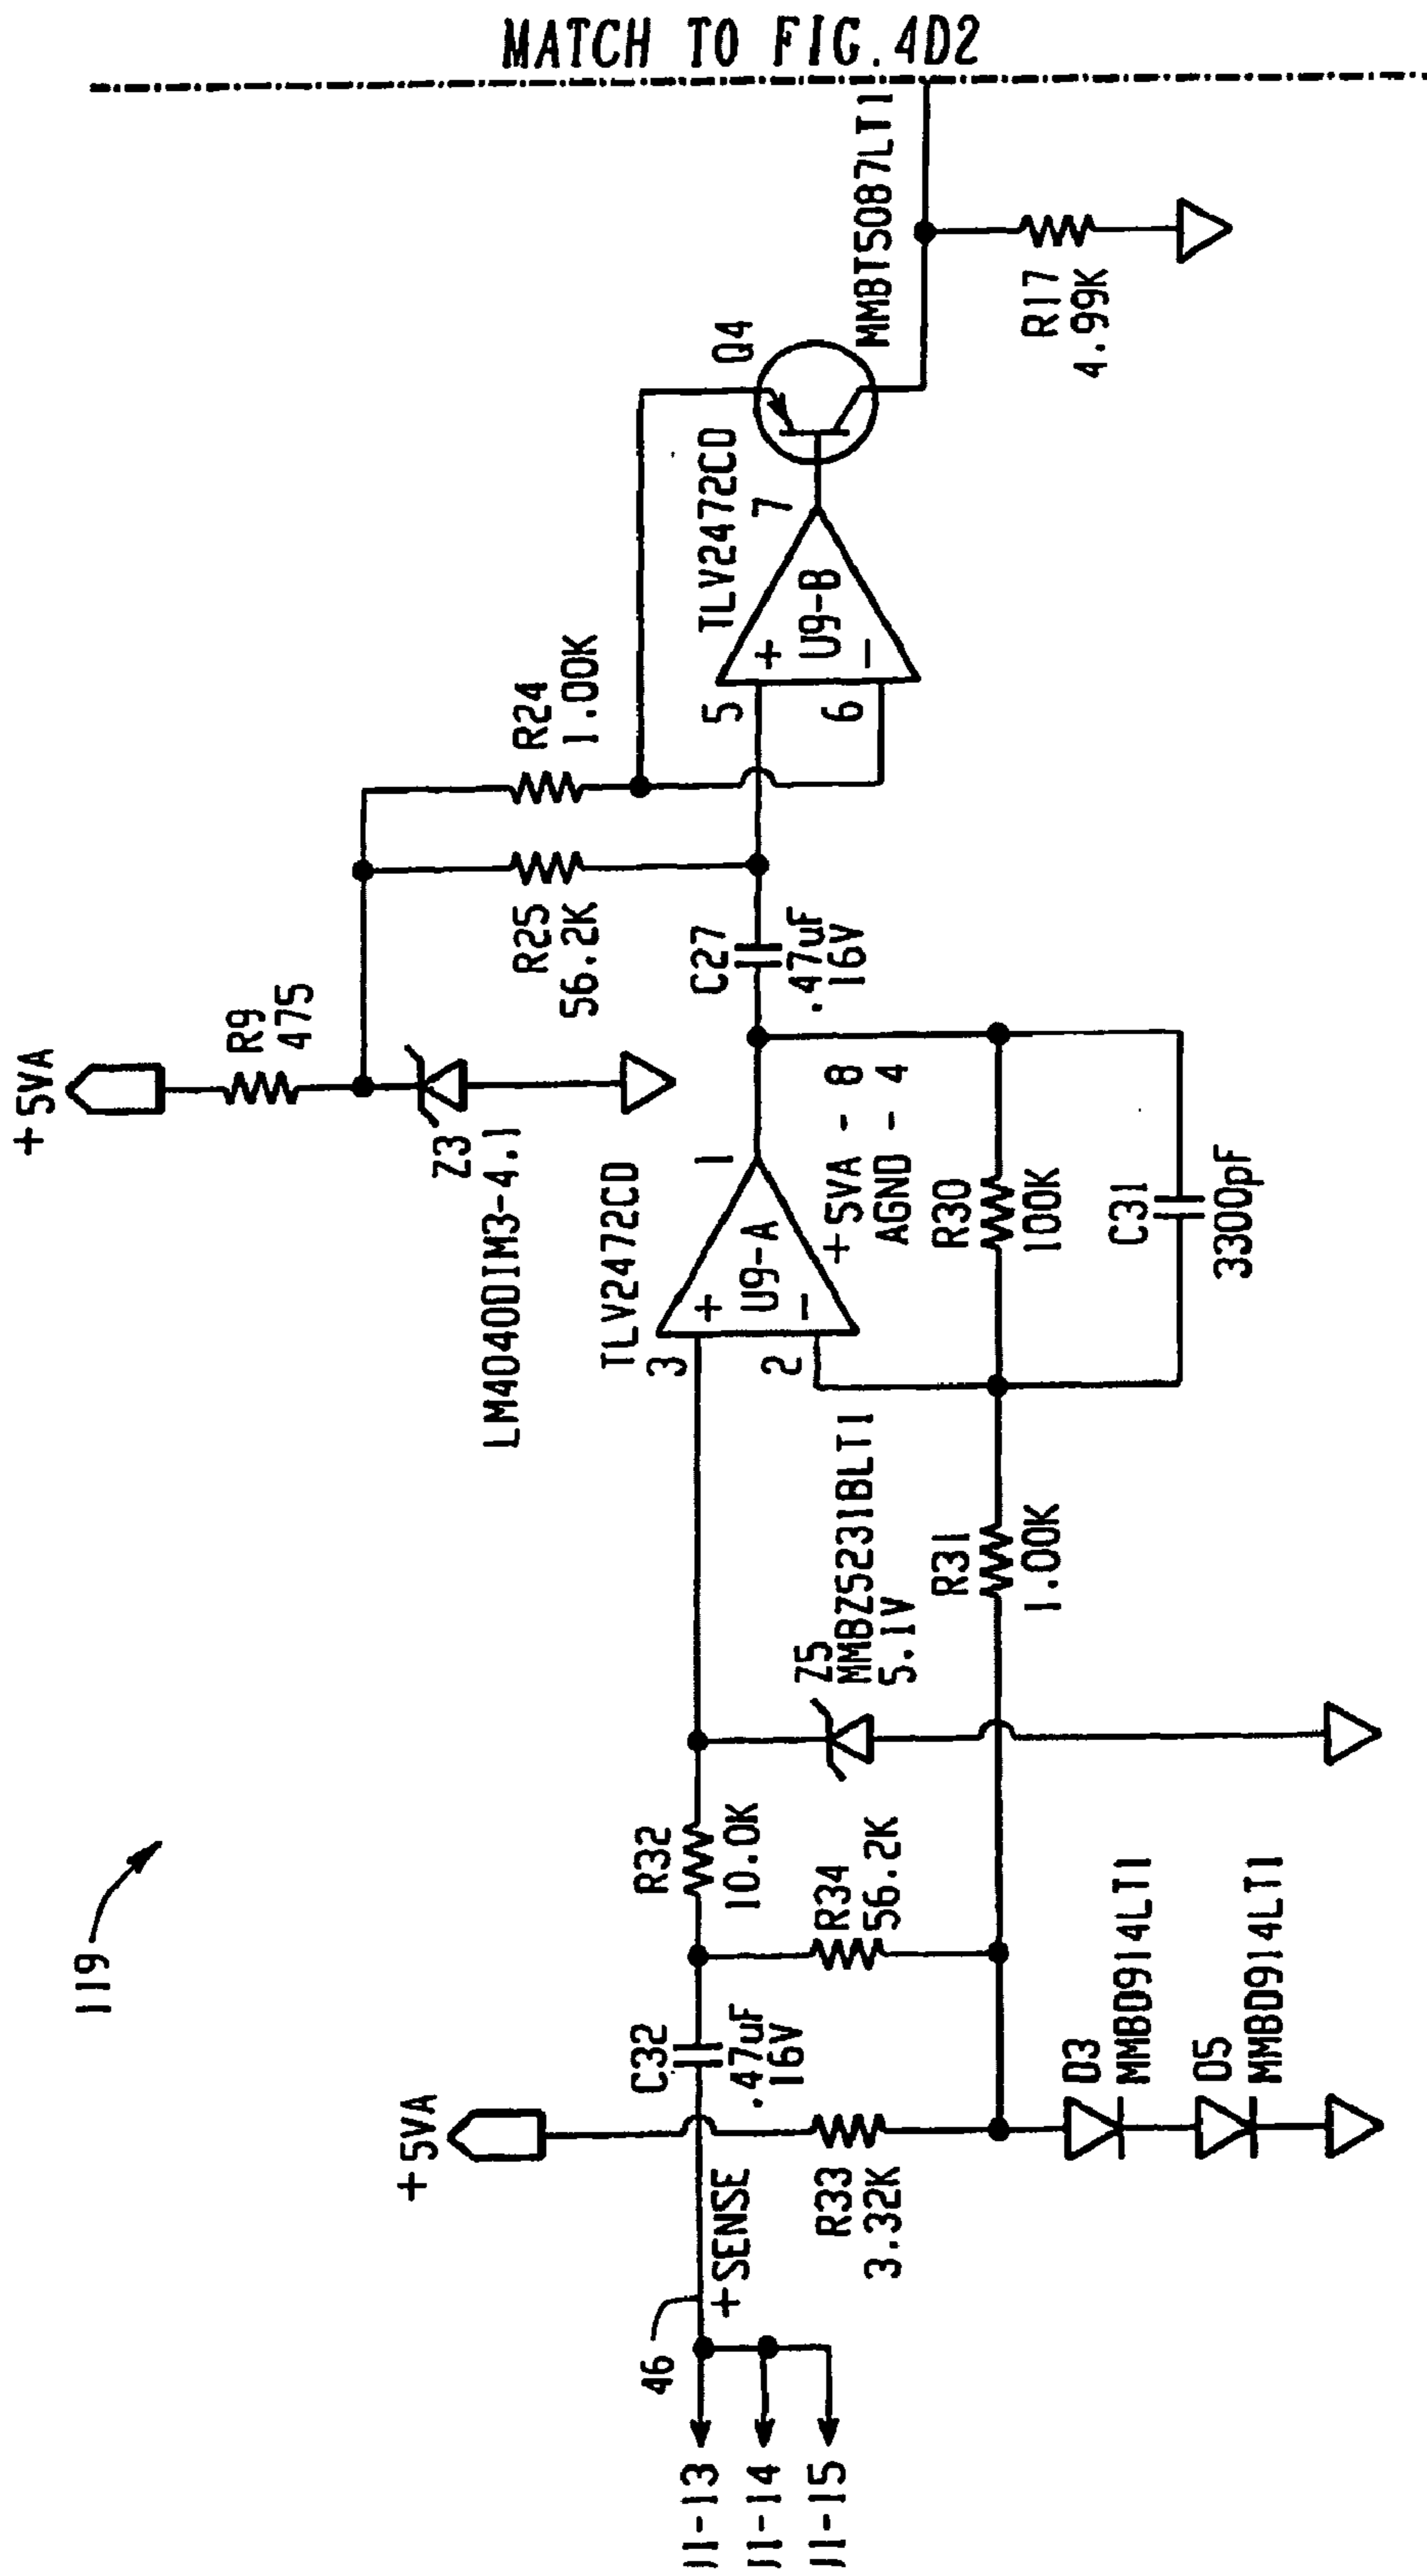 MATCH TO FIG.4D2
119
+5VA
R9
475
Z3
LM4040DIM3-4.1
R25
56.2K
R24
1.00K
Q4
MMBT5087LT1
R17
4.99K
TLV2472CD
5
6
7
+
U9-B
-
C27
.47uF
16V
TLV2472CD
3
2
1
+
U9-A
-
+5VA - 8
AGND - 4
R30
100K
C31
3300pF
Z5
MMBZ5231BLT1
5.1V
R31
1.00K
R32
10.0K
R34
56.2K
C32
.47uF
16V
+5VA
R33
3.32K
D3
MMBD914LT1
D5
MMBD914LT1
+SENSE
46
J1-13
J1-14
J1-15